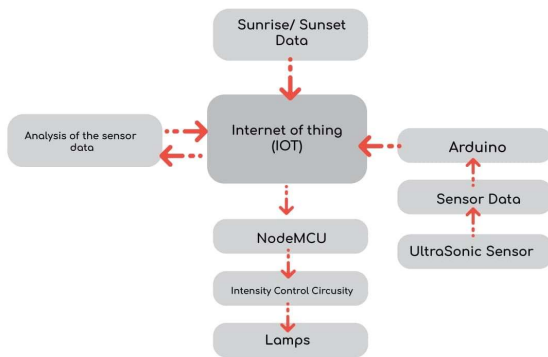 Sunrise/ Sunset
Data
Analysis of the sensor
data
Internet of thing
(IOT)
Arduino
Sensor Data
UltraSonic Sensor
NodeMCU
Intensity Control Circusity
Lamps